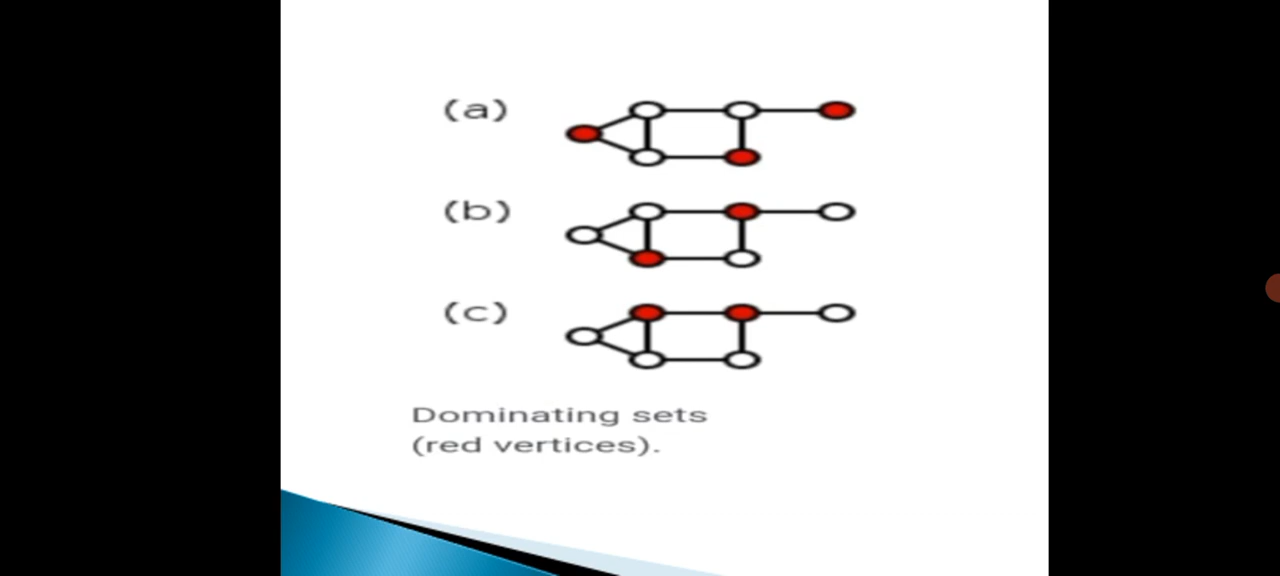 (a)
(b)
(c)
Dominating sets
(red vertices).